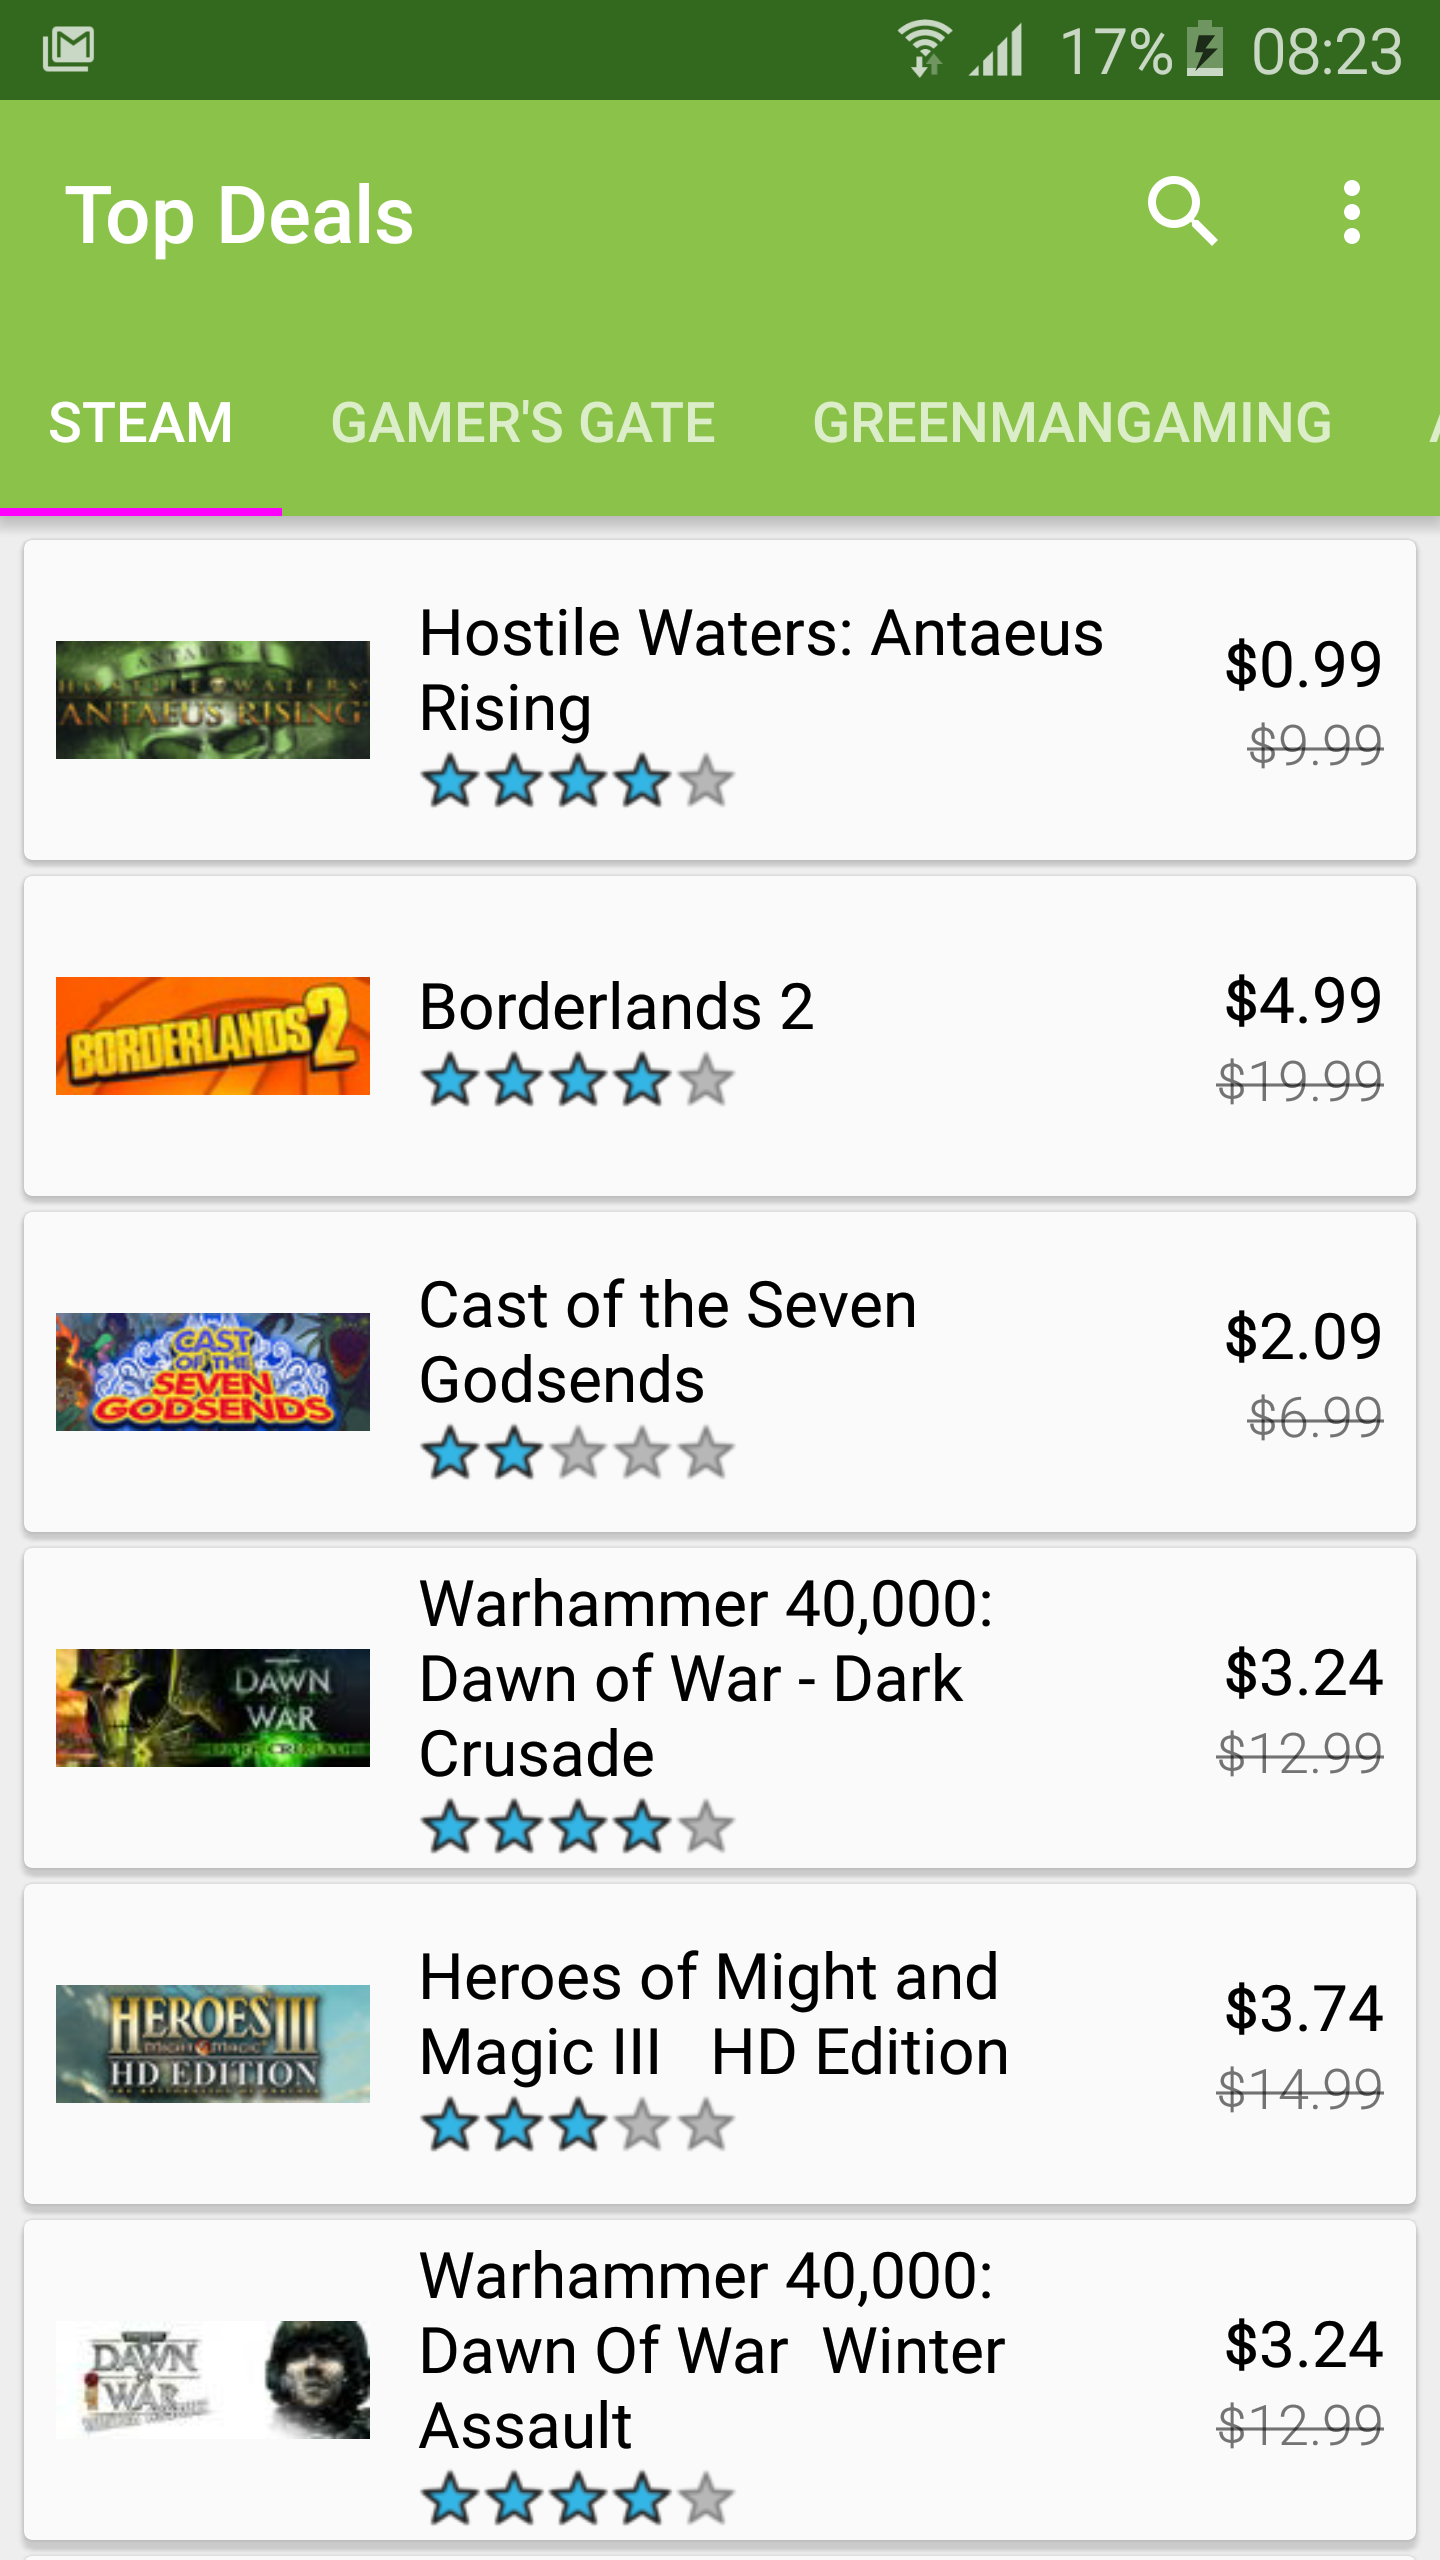 17% 08:23
Top Deals
STEAM GAMER'S GATE GREENMANGAMING
ANTAEUS
HOSTILE WATERS
ANTAEUS RISING
Hostile Waters: Antaeus
Rising
$0.99
$9.99
BORDERLANDS 2
Borderlands 2
$4.99
$19.99
CAST
OF THE
SEVEN
GODSENDS
Cast of the Seven
Godsends
$2.09
$6.99
DAWN
OF
WAR
DARK CRUSADE
Warhammer 40,000:
Dawn of War - Dark
Crusade
$3.24
$12.99
HEROES III
MIGHT & MAGIC
HD EDITION
Heroes of Might and
Magic III   HD Edition
$3.74
$14.99
DAWN
OF
WAR
Warhammer 40,000:
Dawn Of War  Winter
Assault
$3.24
$12.99